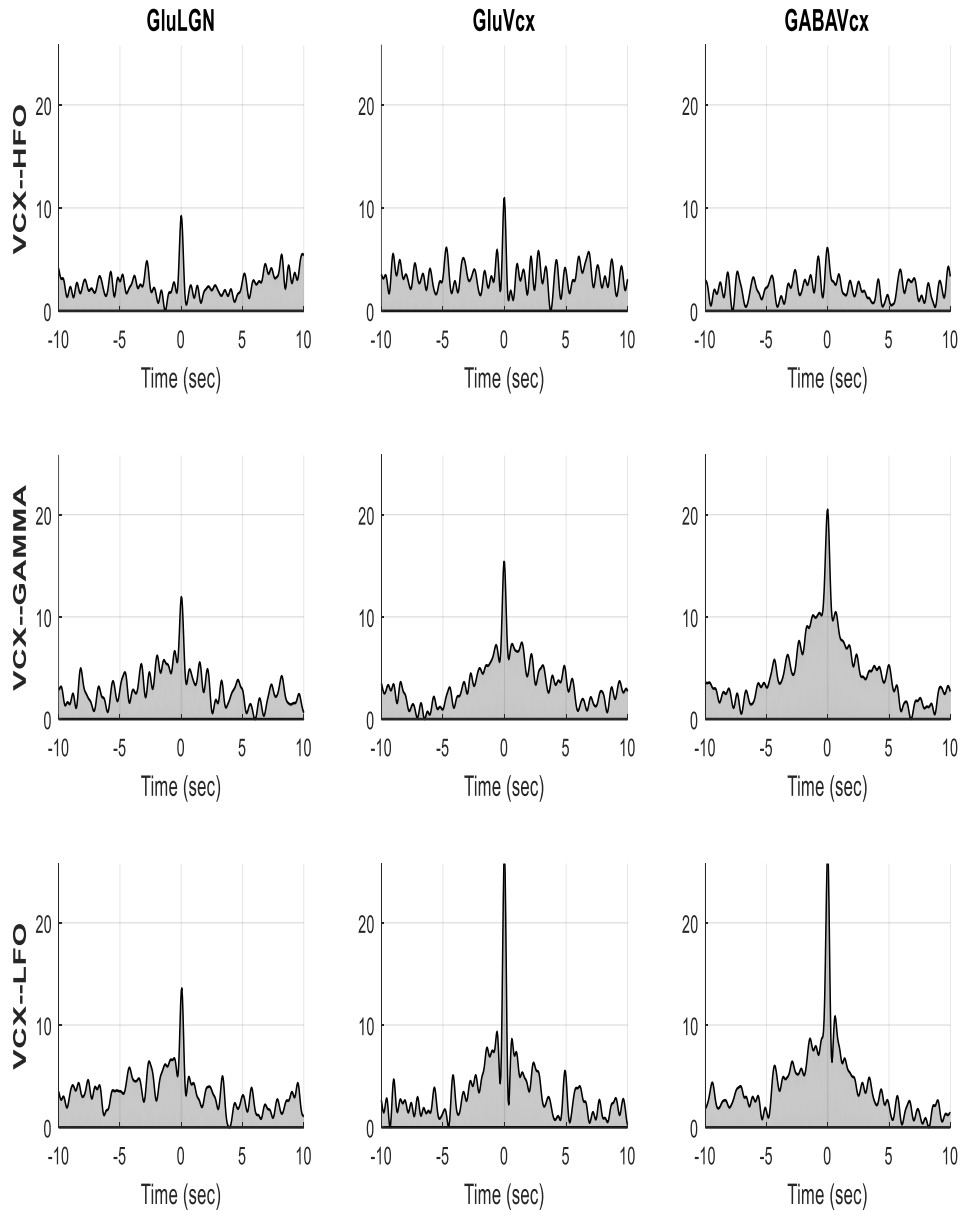 GluLGN GluVcx GABAVcx
VCX--HFO
20 20 20
10 10 10
0 0 0
-10 -5 0 5 10 -10 -5 0 5 10 -10 -5 0 5 10
Time (sec) Time (sec) Time (sec)
VCX--GAMMA
20 20 20
10 10 10
0 0 0
-10 -5 0 5 10 -10 -5 0 5 10 -10 -5 0 5 10
Time (sec) Time (sec) Time (sec)
VCX--LFO
20 20 20
10 10 10
0 0 0
-10 -5 0 5 10 -10 -5 0 5 10 -10 -5 0 5 10
Time (sec) Time (sec) Time (sec)